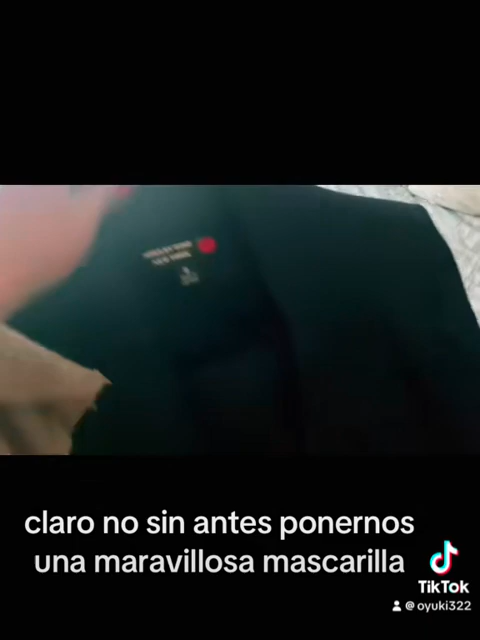 claro no sin antes ponernos
una maravillosa mascarilla
TikTok
@oyuki322